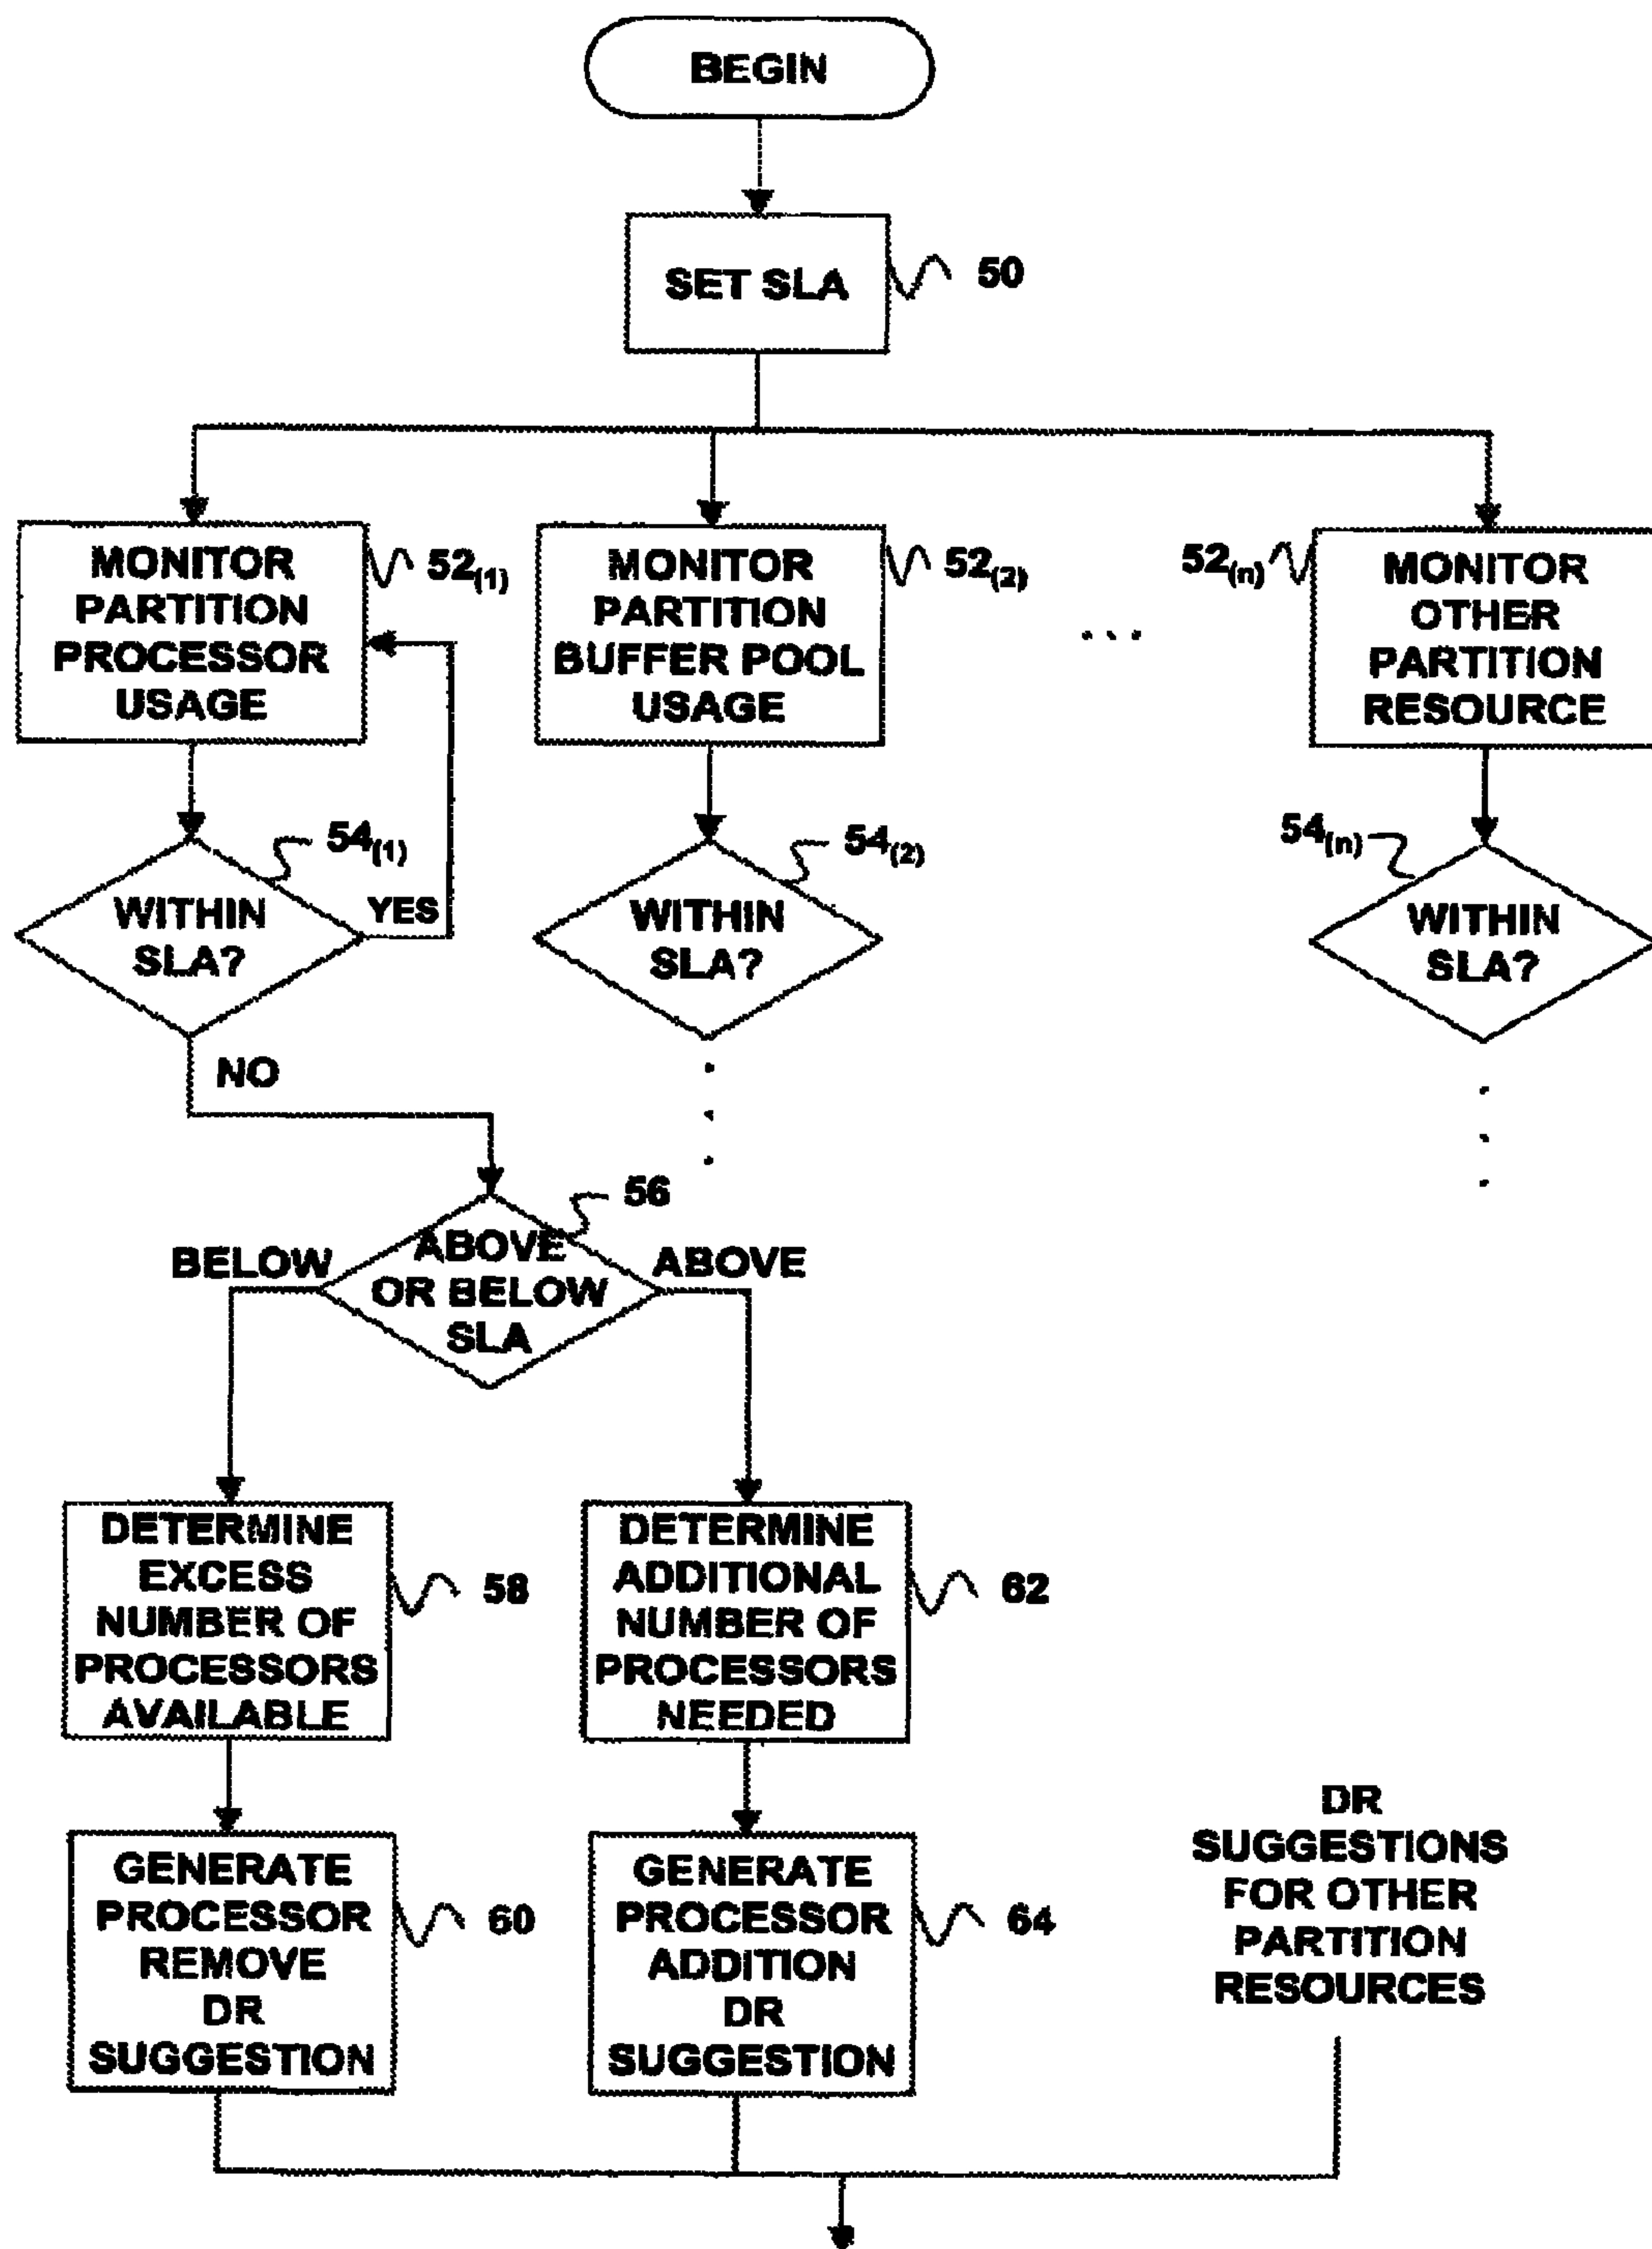 BEGIN
SET SLA
50
MONITOR
PARTITION
PROCESSOR
USAGE
52(1)
MONITOR
PARTITION
BUFFER POOL
USAGE
52(2)
...
52(n)
MONITOR
OTHER
PARTITION
RESOURCE
54(1)
WITHIN
SLA?
YES
NO
54(2)
WITHIN
SLA?
54(n)
WITHIN
SLA?
56
ABOVE
OR BELOW
SLA
BELOW
ABOVE
DETERMINE
EXCESS
NUMBER OF
PROCESSORS
AVAILABLE
58
DETERMINE
ADDITIONAL
NUMBER OF
PROCESSORS
NEEDED
62
GENERATE
PROCESSOR
REMOVE
DR
SUGGESTION
60
GENERATE
PROCESSOR
ADDITION
DR
SUGGESTION
64
DR
SUGGESTIONS
FOR OTHER
PARTITION
RESOURCES